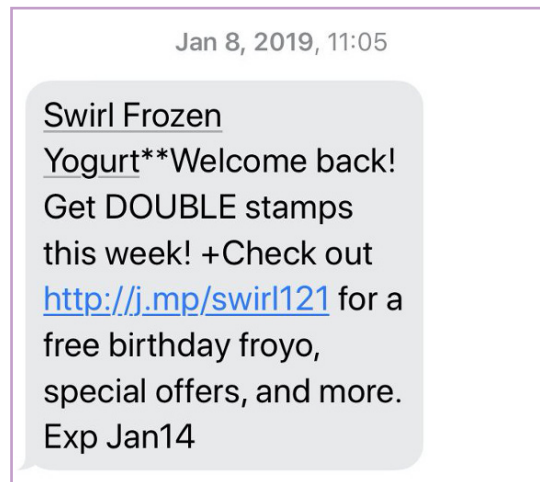 Jan 8, 2019, 11:05
Swirl Frozen
Yogurt**Welcome back!
Get DOUBLE stamps
this week! +Check out
http://j.mp/swirl121 for a
free birthday froyo,
special offers, and more.
Exp Jan14